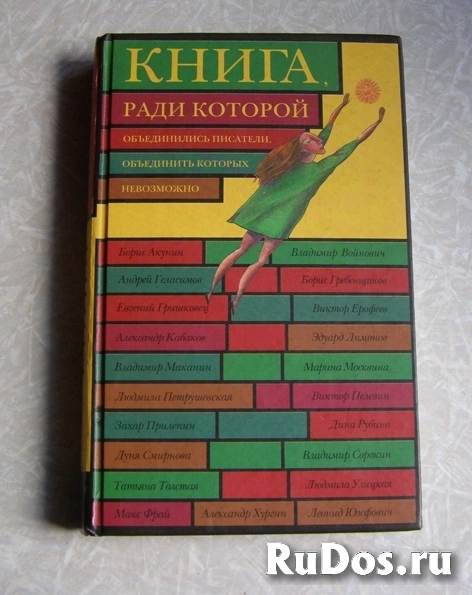 КНИГА,
РАДИ КОТОРОЙ
ОБЪЕДИНИЛИСЬ ПИСАТЕЛИ,
ОБЪЕДИНИТЬ КОТОРЫХ
НЕВОЗМОЖНО
Борис Акунин Владимир Войнович
Андрей Геласимов Борис Гребенщиков
Евгений Гришковец Виктор Ерофеев
Александр Кабаков Эдуард Лимонов
Владимир Маканин Марина Москвина
Людмила Петрушевская Виктор Пелевин
Захар Прилепин Дина Рубина
Дуня Смирнова Владимир Сорокин
Татьяна Толстая Людмила Улицкая
Макс Фрай Александр Хургин Леонид Юзефович
RuDos.ru